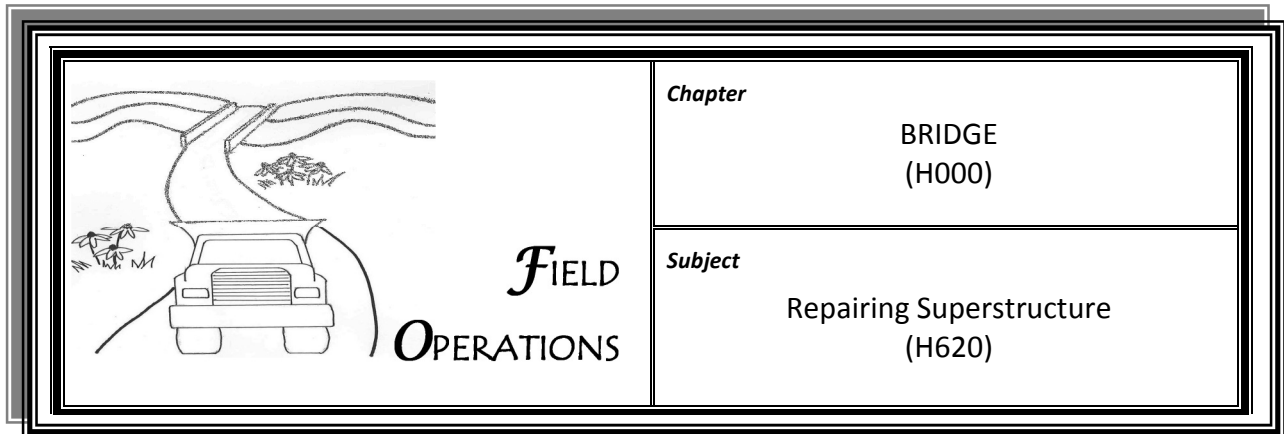 FIELD
OPERATIONS
Chapter
BRIDGE
(H000)
Subject
Repairing Superstructure
(H620)